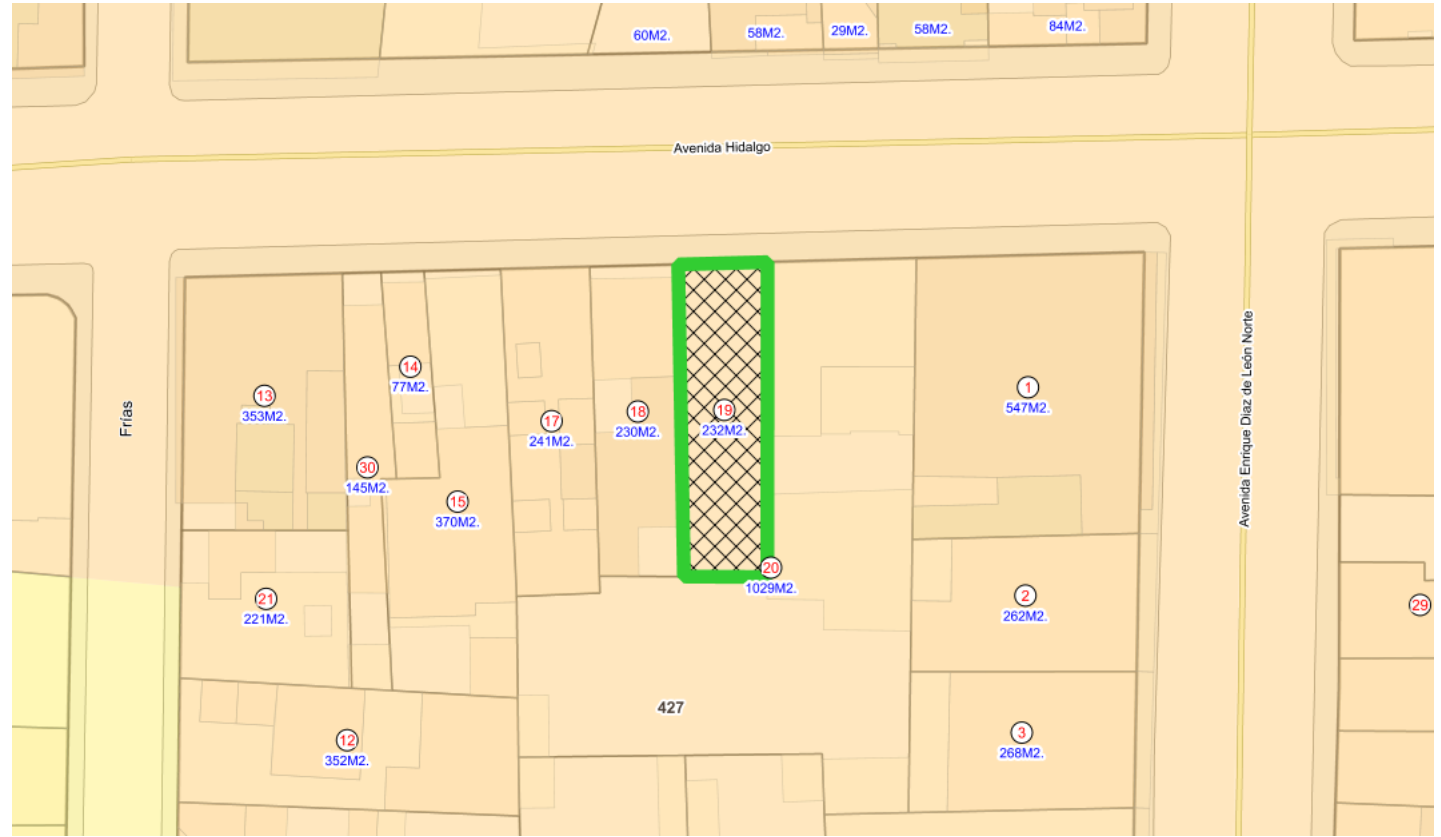 60M2.
58M2.
29M2.
58M2.
84M2.
Avenida Hidalgo
Frías
Avenida Enrique Diaz de León Norte
13
353M2.
14
77M2.
30
145M2.
15
370M2.
17
241M2.
18
230M2.
19
232M2.
1
547M2.
20
1029M2.
21
221M2.
2
262M2.
29
427
12
352M2.
3
268M2.